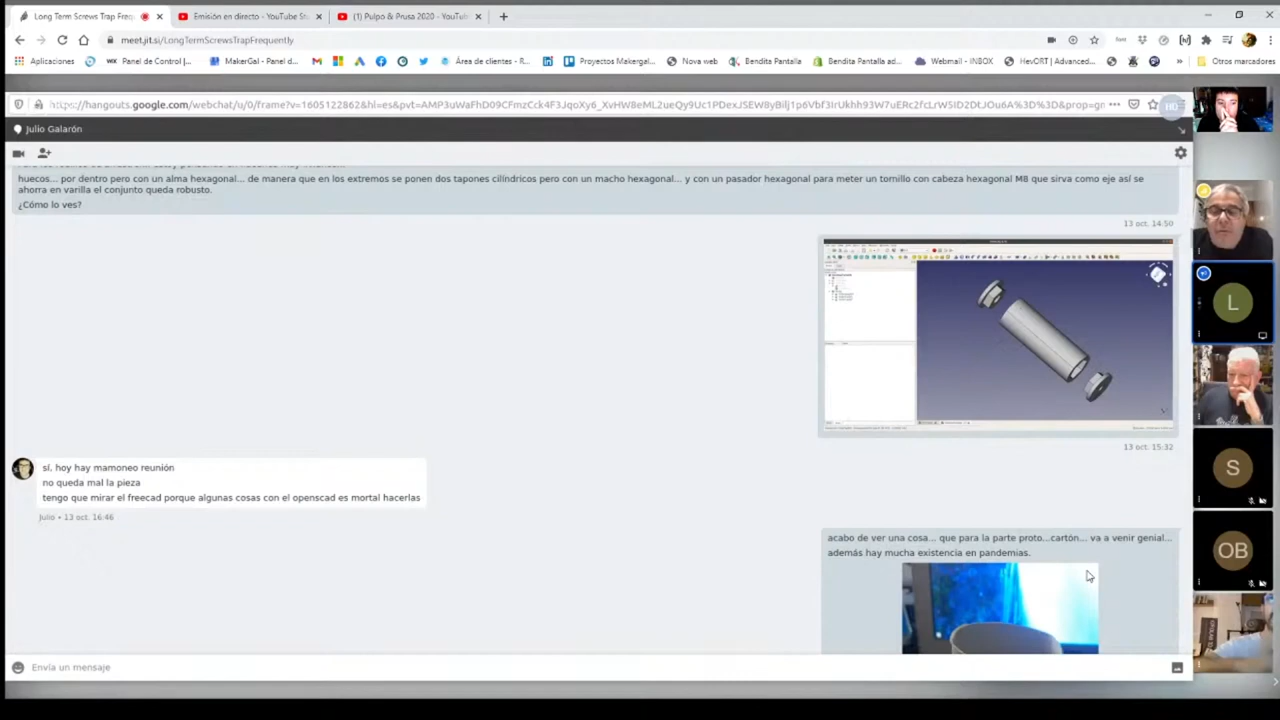 Long Term Screws Trap Fre
Emisión en directo - YouTube St
(1) Pulpo & Prusa 2020 - YouTub
meet.jit.si/LongTermScrewsTrapFrequently
Aplicaciones
Panel de Control |...
MakerGal - Panel d...
Área de clientes - R...
Proyectos Makergal...
Nova web
Bendita Pantalla
Bendita Pantalla ad...
Webmail - INBOX
HevORT | Advanced...
Otros marcadores
Julio Galarón
huecos... por dentro pero con un alma hexagonal... de manera que en los extremos se ponen dos tapones cilíndricos pero con un macho hexagonal... y con un pasador hexagonal para meter un tornillo con cabeza hexagonal M8 que sirva como eje así se
ahorra en varilla el conjunto queda robusto.
¿Cómo lo ves?
13 oct. 14:50
13 oct. 15:32
sí, hoy hay mamoneo reunión
no queda mal la pieza
tengo que mirar el freecad porque algunas cosas con el openscad es mortal hacerlas
Julio • 13 oct. 16:46
acabo de ver una cosa... que para la parte proto...cartón... va a venir genial...
además hay mucha existencia en pandemias.
Envía un mensaje
HO
L
S
OB